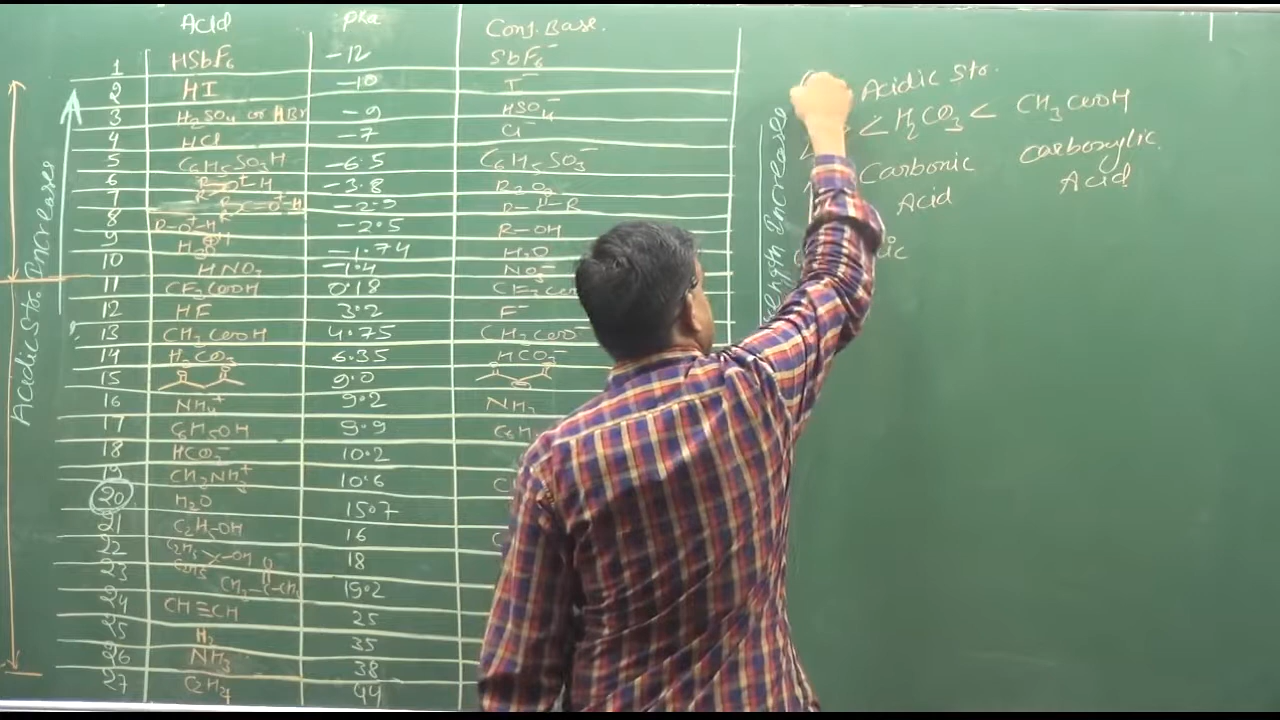 Acid pka Conj. Base.
1 HSbF₆ -12 SbF₆⁻
2 HI -10 I⁻
3 H₂SO₄ or HBr -9 HSO₄⁻
4 HCl -7 Cl⁻
5 C₆H₅SO₃H -6.5 C₆H₅SO₃⁻
6 -3.8
7 -2.9
8 R-O⁺-H -2.5 R-OH
9 -1.74 H₂O
10 HNO₃ -1.4 NO₃⁻
11 CF₃COOH 0.18
12 HF 3.2 F⁻
13 CH₃COOH 4.75 CH₃COO⁻
14 H₂CO₃ 6.35 HCO₃⁻
15 9.0
16 NH₄⁺ 9.2 NH₃
17 C₆H₅OH 9.9
18 HCO₃⁻ 10.2
19 CH₃NH₃⁺ 10.6
20 H₂O 15.7
21 C₂H₅OH 16
22 18
23 19.2
24 CH≡CH 25
25 H₂ 35
26 NH₃ 38
27 C₂H₄ 44
Acidic Str. Increases
Increases
Acidic Str.
< H₂CO₃ < CH₃COOH
Carbonic Acid
Carboxylic Acid